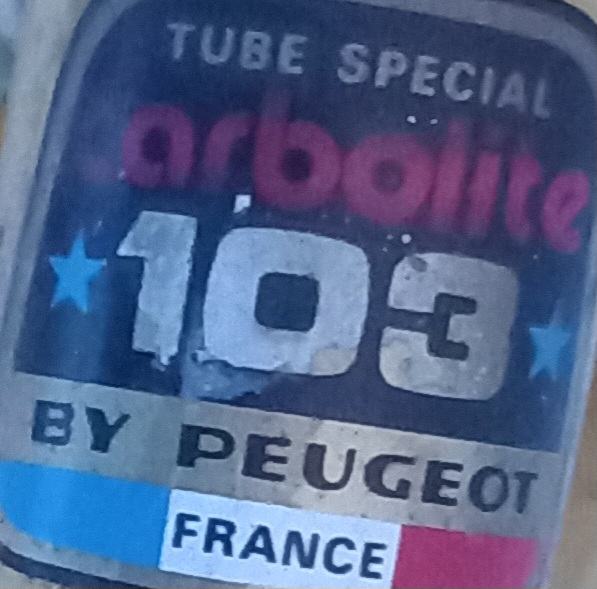 TUBE SPECIAL
arbolite
103
BY PEUGEOT
FRANCE